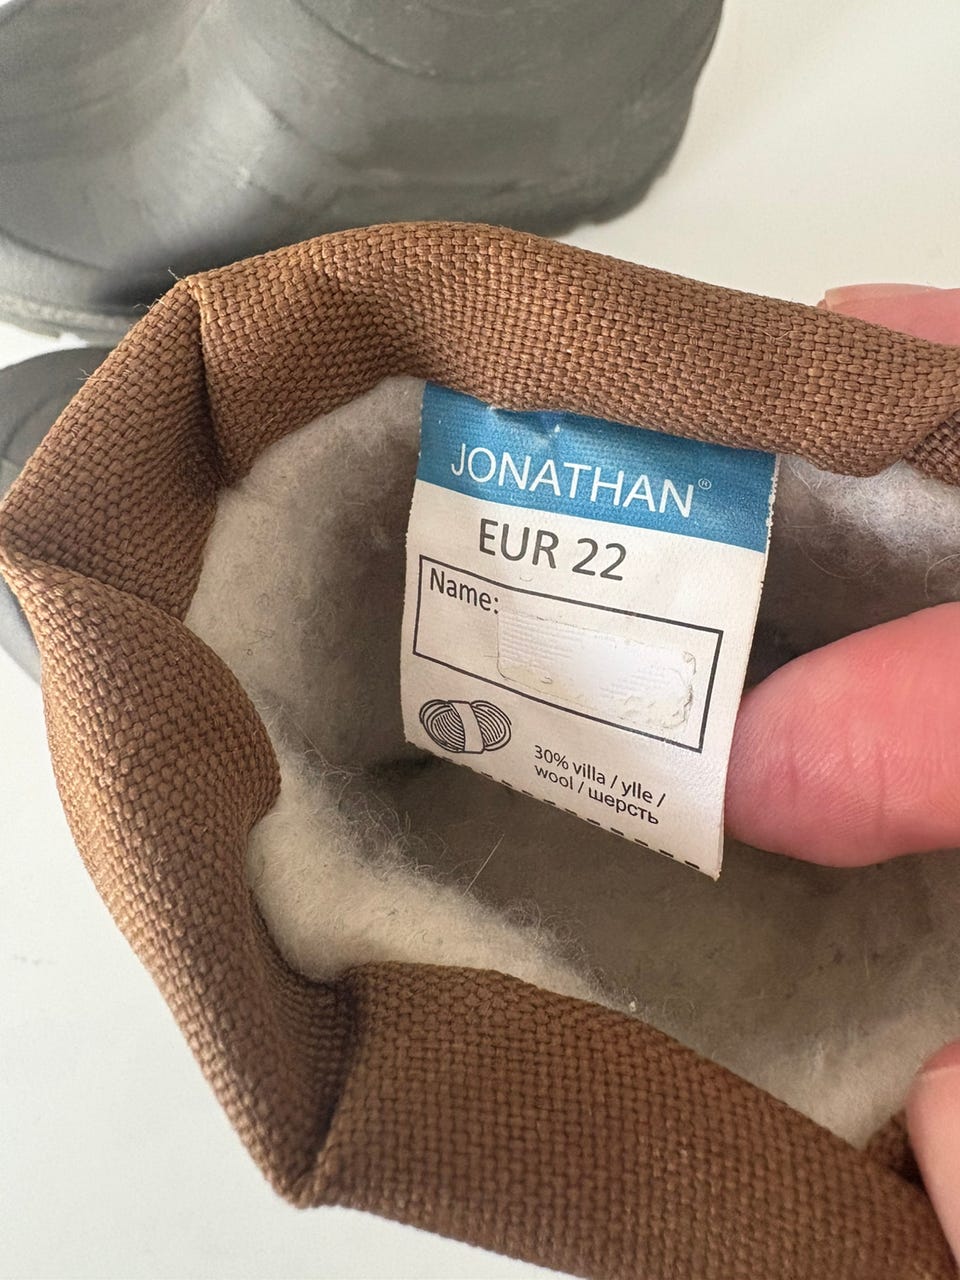 JONATHAN®
EUR 22
Name:
30% villa / ylle /
wool / шерсть